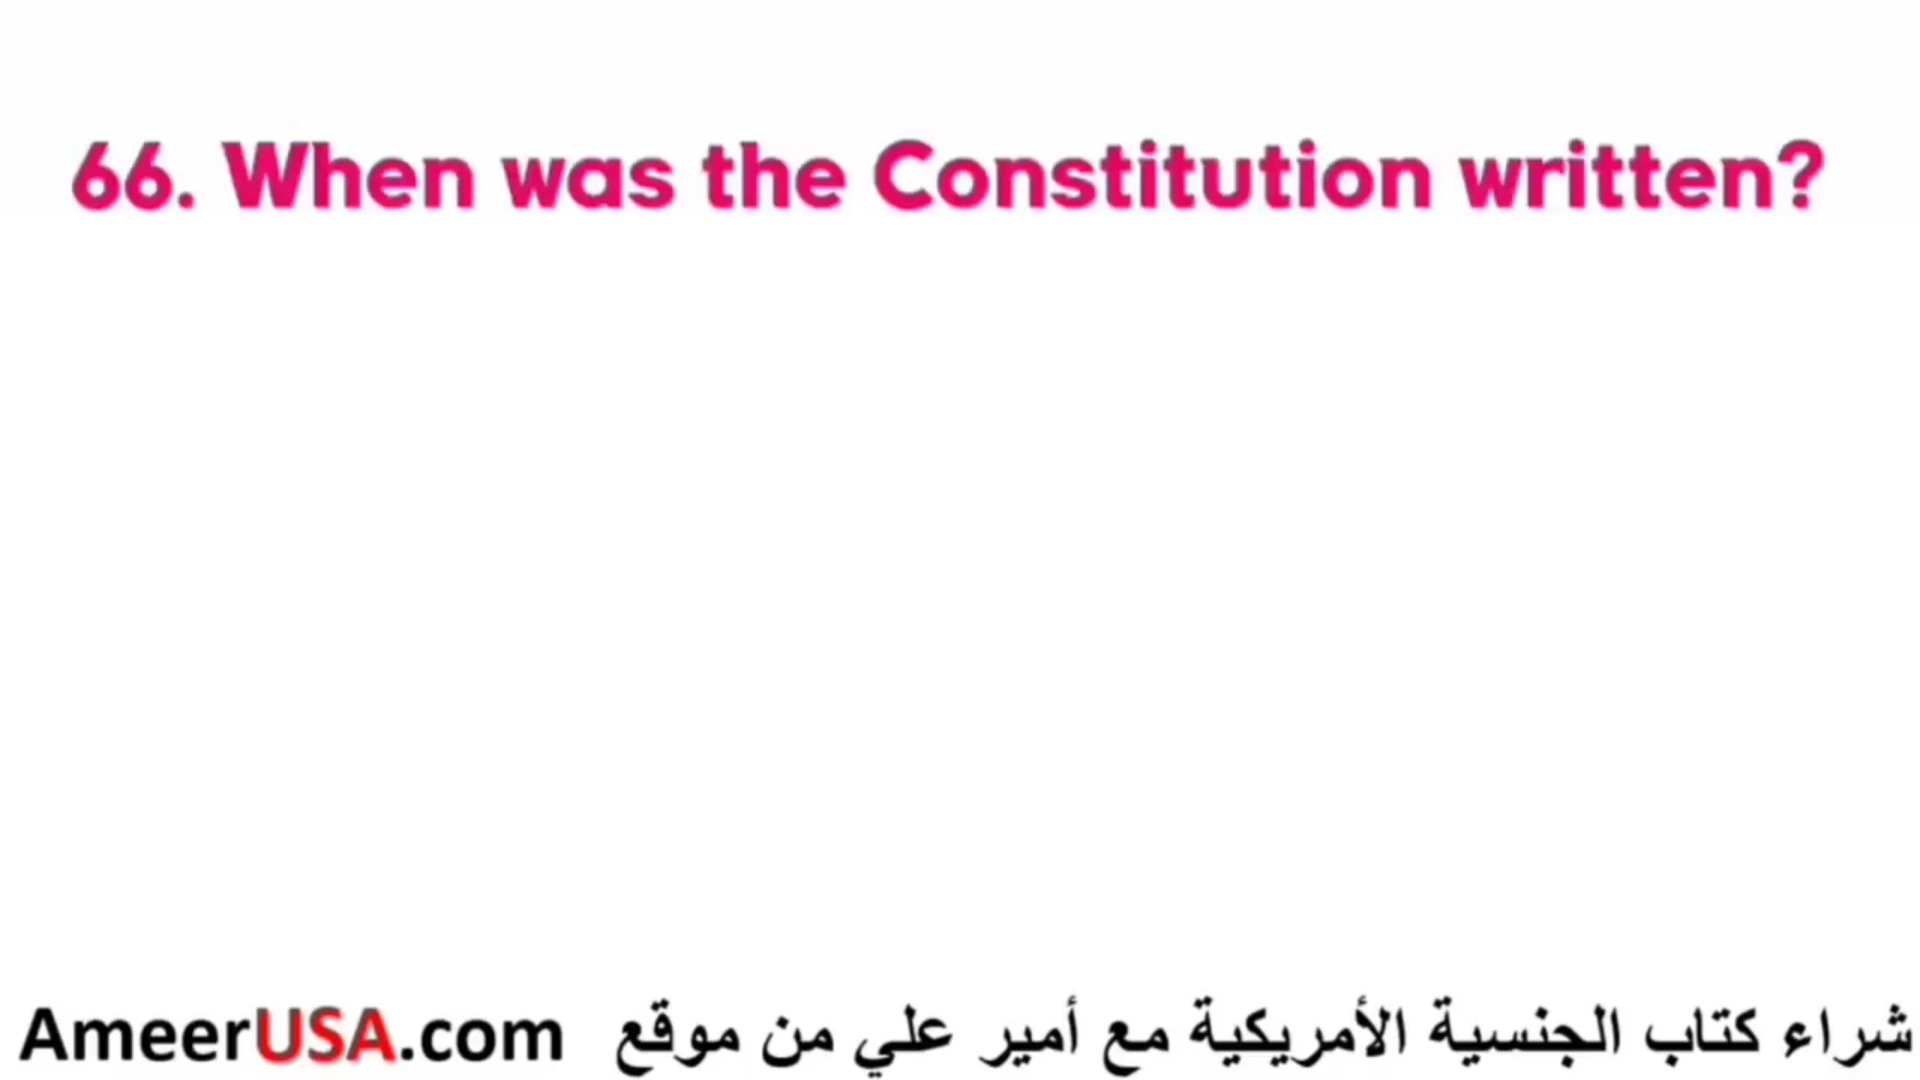 66. When was the Constitution written?
شراء كتاب الجنسية الأمريكية مع أمير علي من موقع AmeerUSA.com